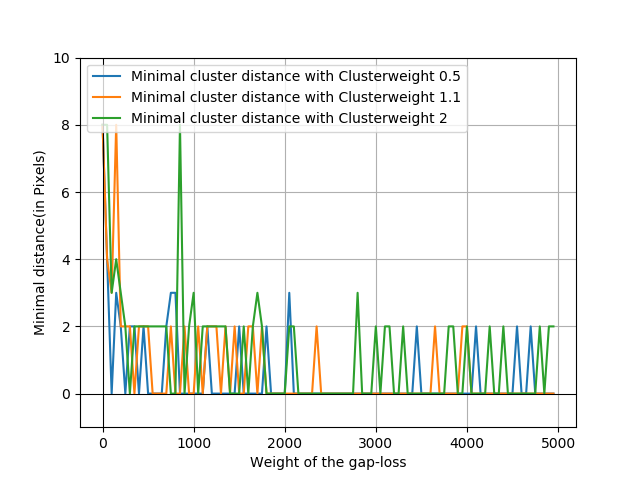 10
8
6
4
2
0
Minimal distance(in Pixels)
Minimal cluster distance with Clusterweight 0.5
Minimal cluster distance with Clusterweight 1.1
Minimal cluster distance with Clusterweight 2
0 1000 2000 3000 4000 5000
Weight of the gap-loss